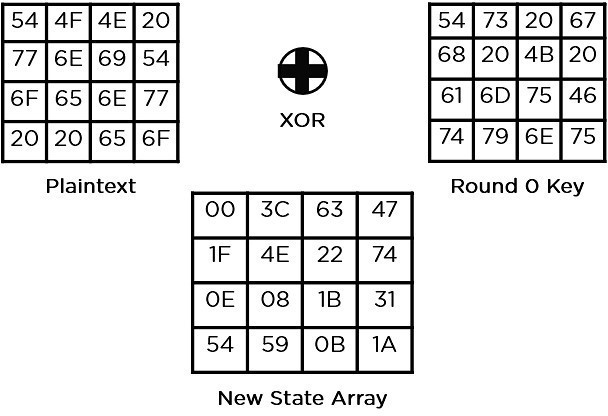 54 4F 4E 20
77 6E 69 54
6F 65 6E 77
20 20 65 6F
Plaintext
XOR
54 73 20 67
68 20 4B 20
61 6D 75 46
74 79 6E 75
Round 0 Key
00 3C 63 47
1F 4E 22 74
0E 08 1B 31
54 59 0B 1A
New State Array